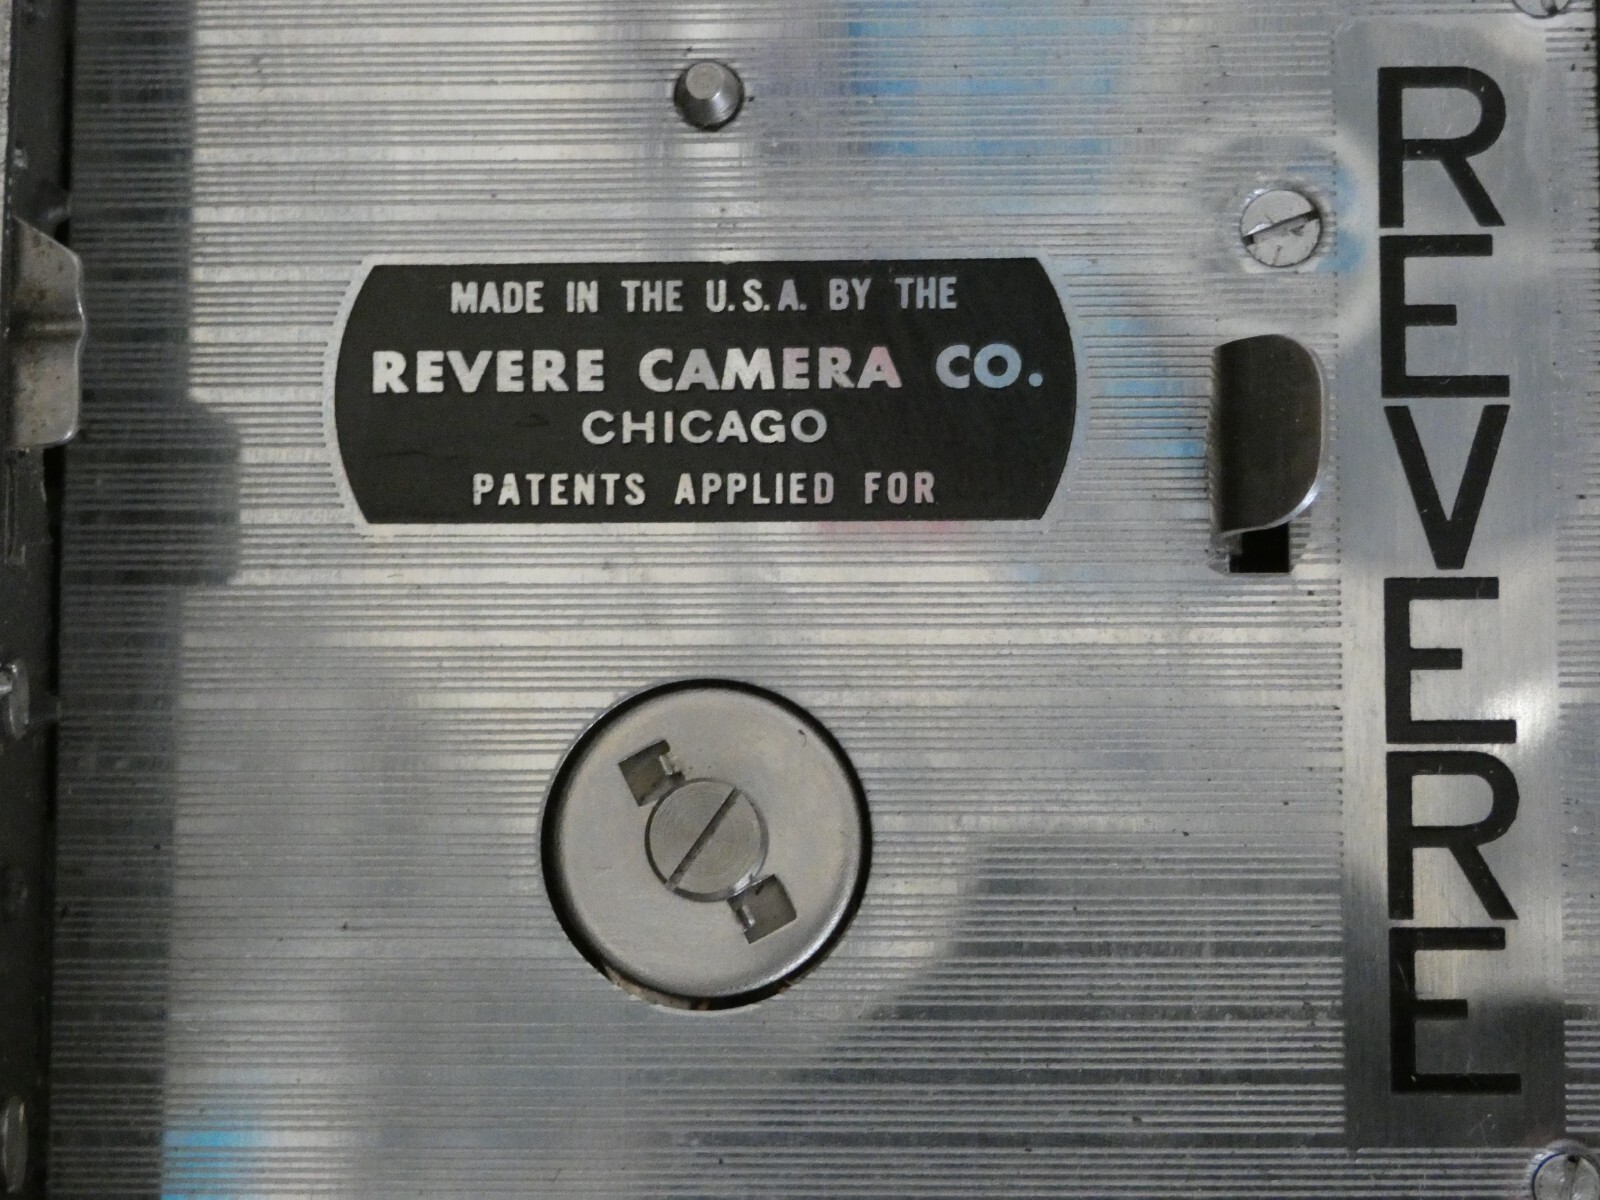 MADE IN THE U.S.A. BY THE
REVERE CAMERA CO.
CHICAGO
PATENTS APPLIED FOR
REVERE